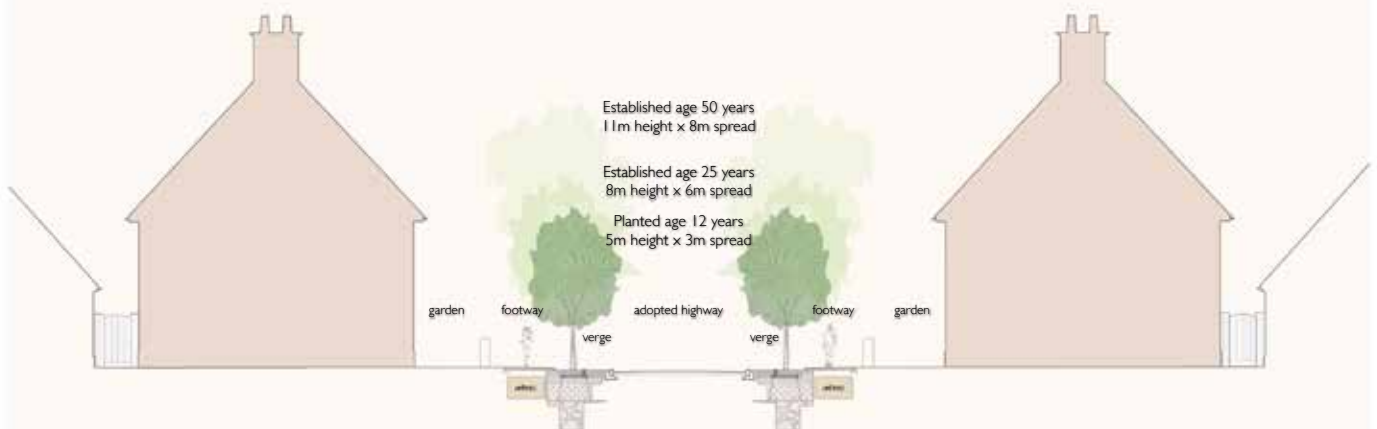 Established age 50 years
11m height x 8m spread
Established age 25 years
8m height x 6m spread
Planted age 12 years
5m height x 3m spread
garden
footway
adopted highway
footway
garden
verge
verge